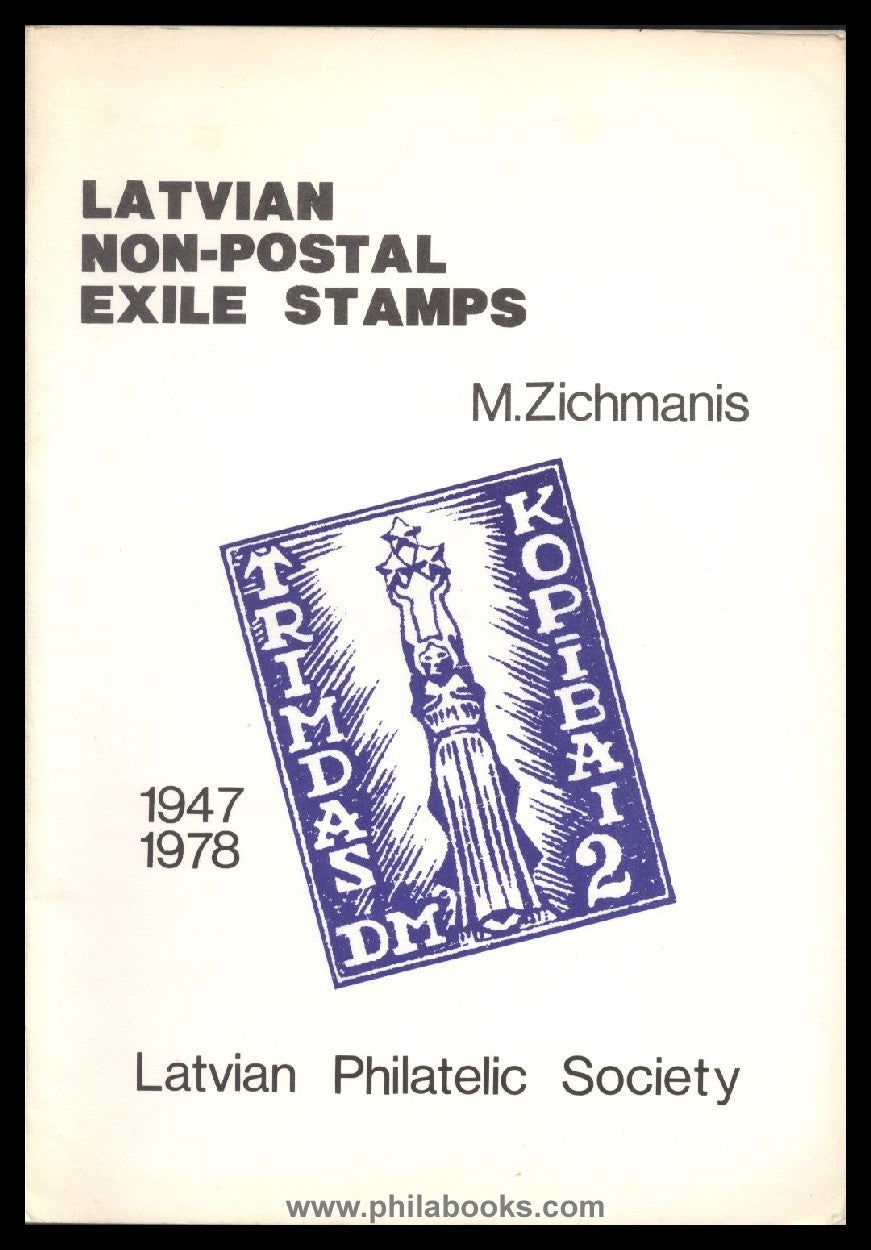 LATVIAN
NON-POSTAL
EXILE STAMPS
M.Zichmanis
TRIMDAS
KOPĪBAI 2
DM
1947
1978
Latvian Philatelic Society
www.philabooks.com